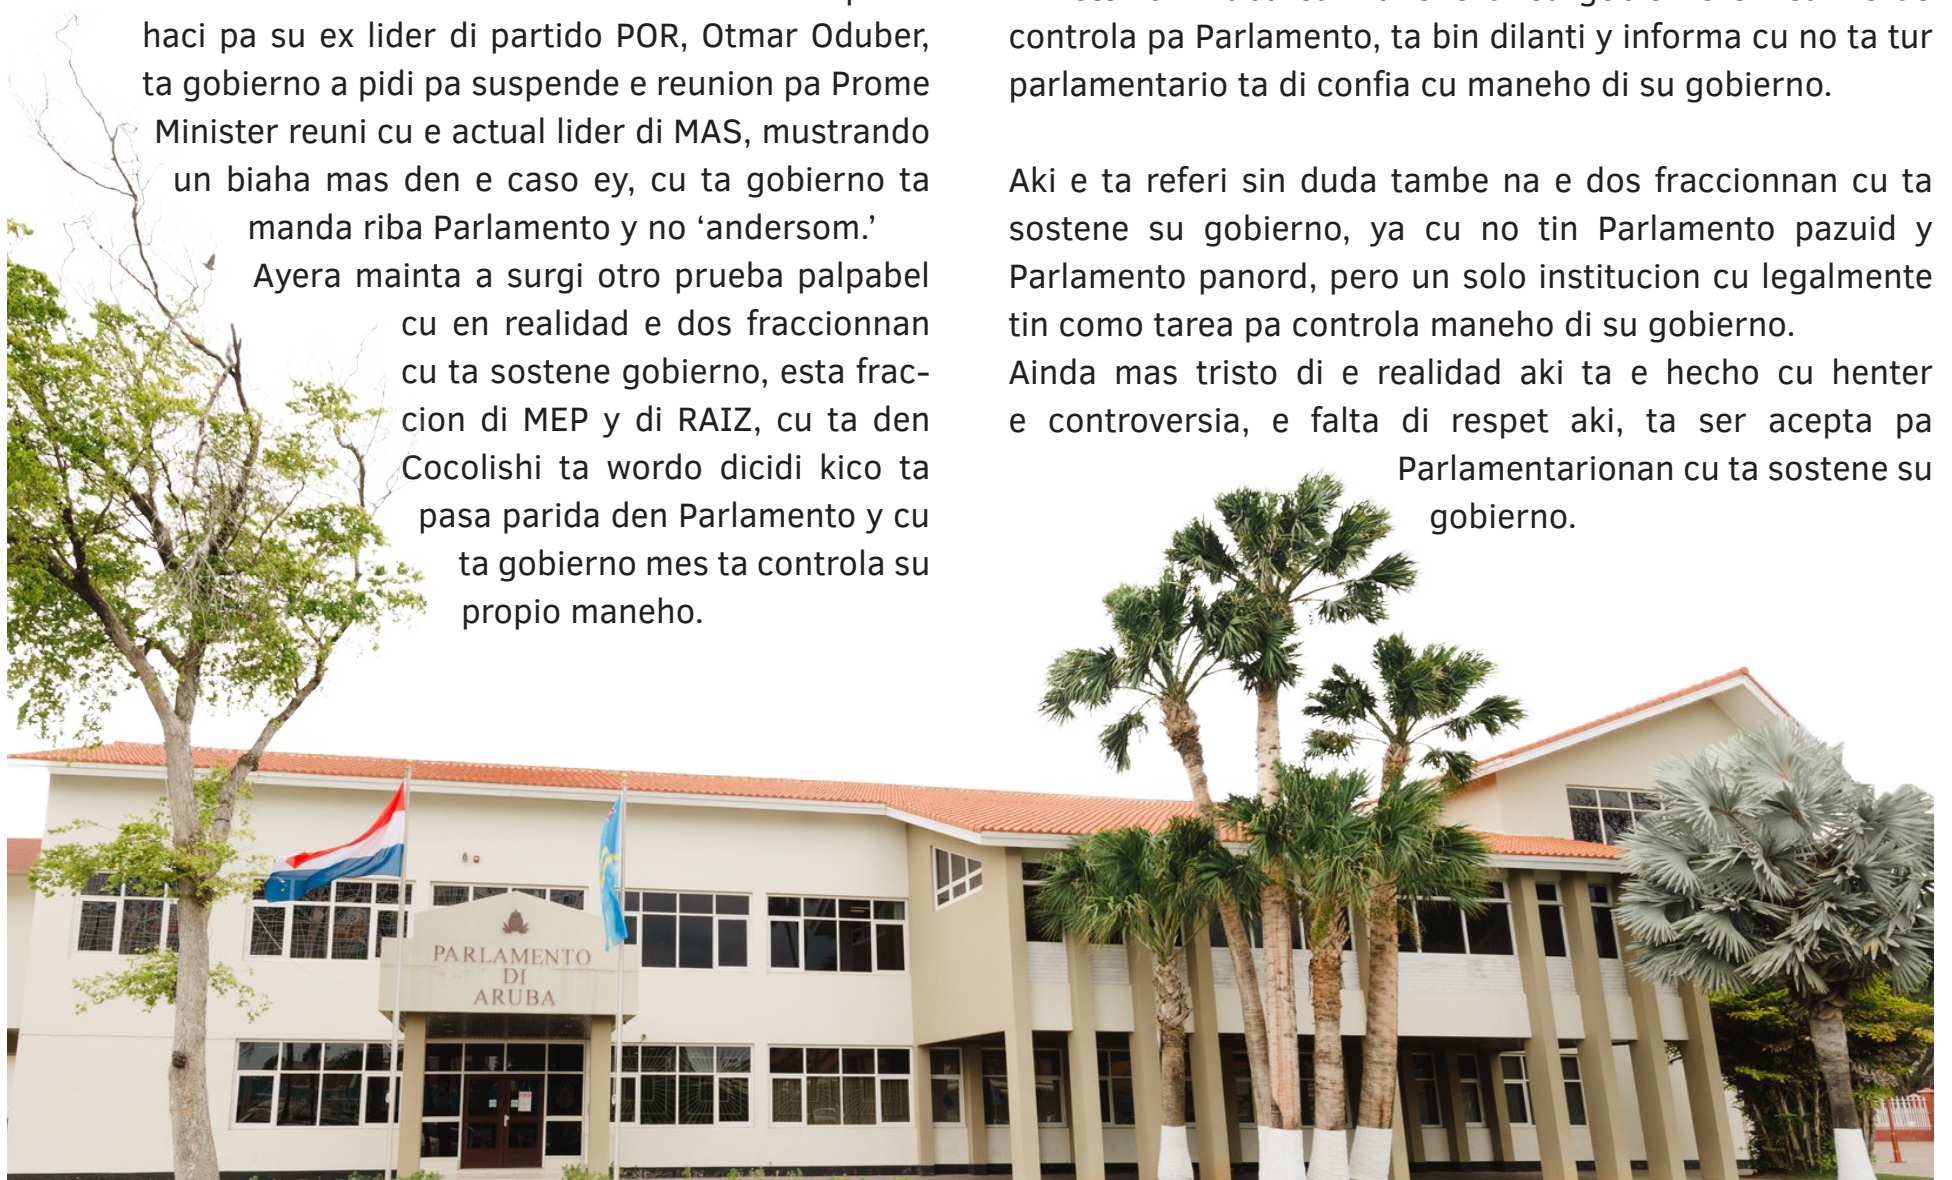 haci pa su ex lider di partido POR, Otmar Oduber,
ta gobierno a pidi pa suspende e reunion pa Prome
Minister reuni cu e actual lider di MAS, mustrando
un biaha mas den e caso ey, cu ta gobierno ta
manda riba Parlamento y no ‘andersom.’
Ayera mainta a surgi otro prueba palpabel
cu en realidad e dos fraccionnan
cu ta sostene gobierno, esta frac-
cion di MEP y di RAIZ, cu ta den
Cocolishi ta wordo dicidi kico ta
pasa parida den Parlamento y cu
ta gobierno mes ta controla su
propio maneho.
controla pa Parlamento, ta bin dilanti y informa cu no ta tur
parlamentario ta di confia cu maneho di su gobierno.
Aki e ta referi sin duda tambe na e dos fraccionnan cu ta
sostene su gobierno, ya cu no tin Parlamento pazuid y
Parlamento panord, pero un solo institucion cu legalmente
tin como tarea pa controla maneho di su gobierno.
Ainda mas tristo di e realidad aki ta e hecho cu henter
e controversia, e falta di respet aki, ta ser acepta pa
Parlamentarionan cu ta sostene su
gobierno.
PARLAMENTO
DI
ARUBA